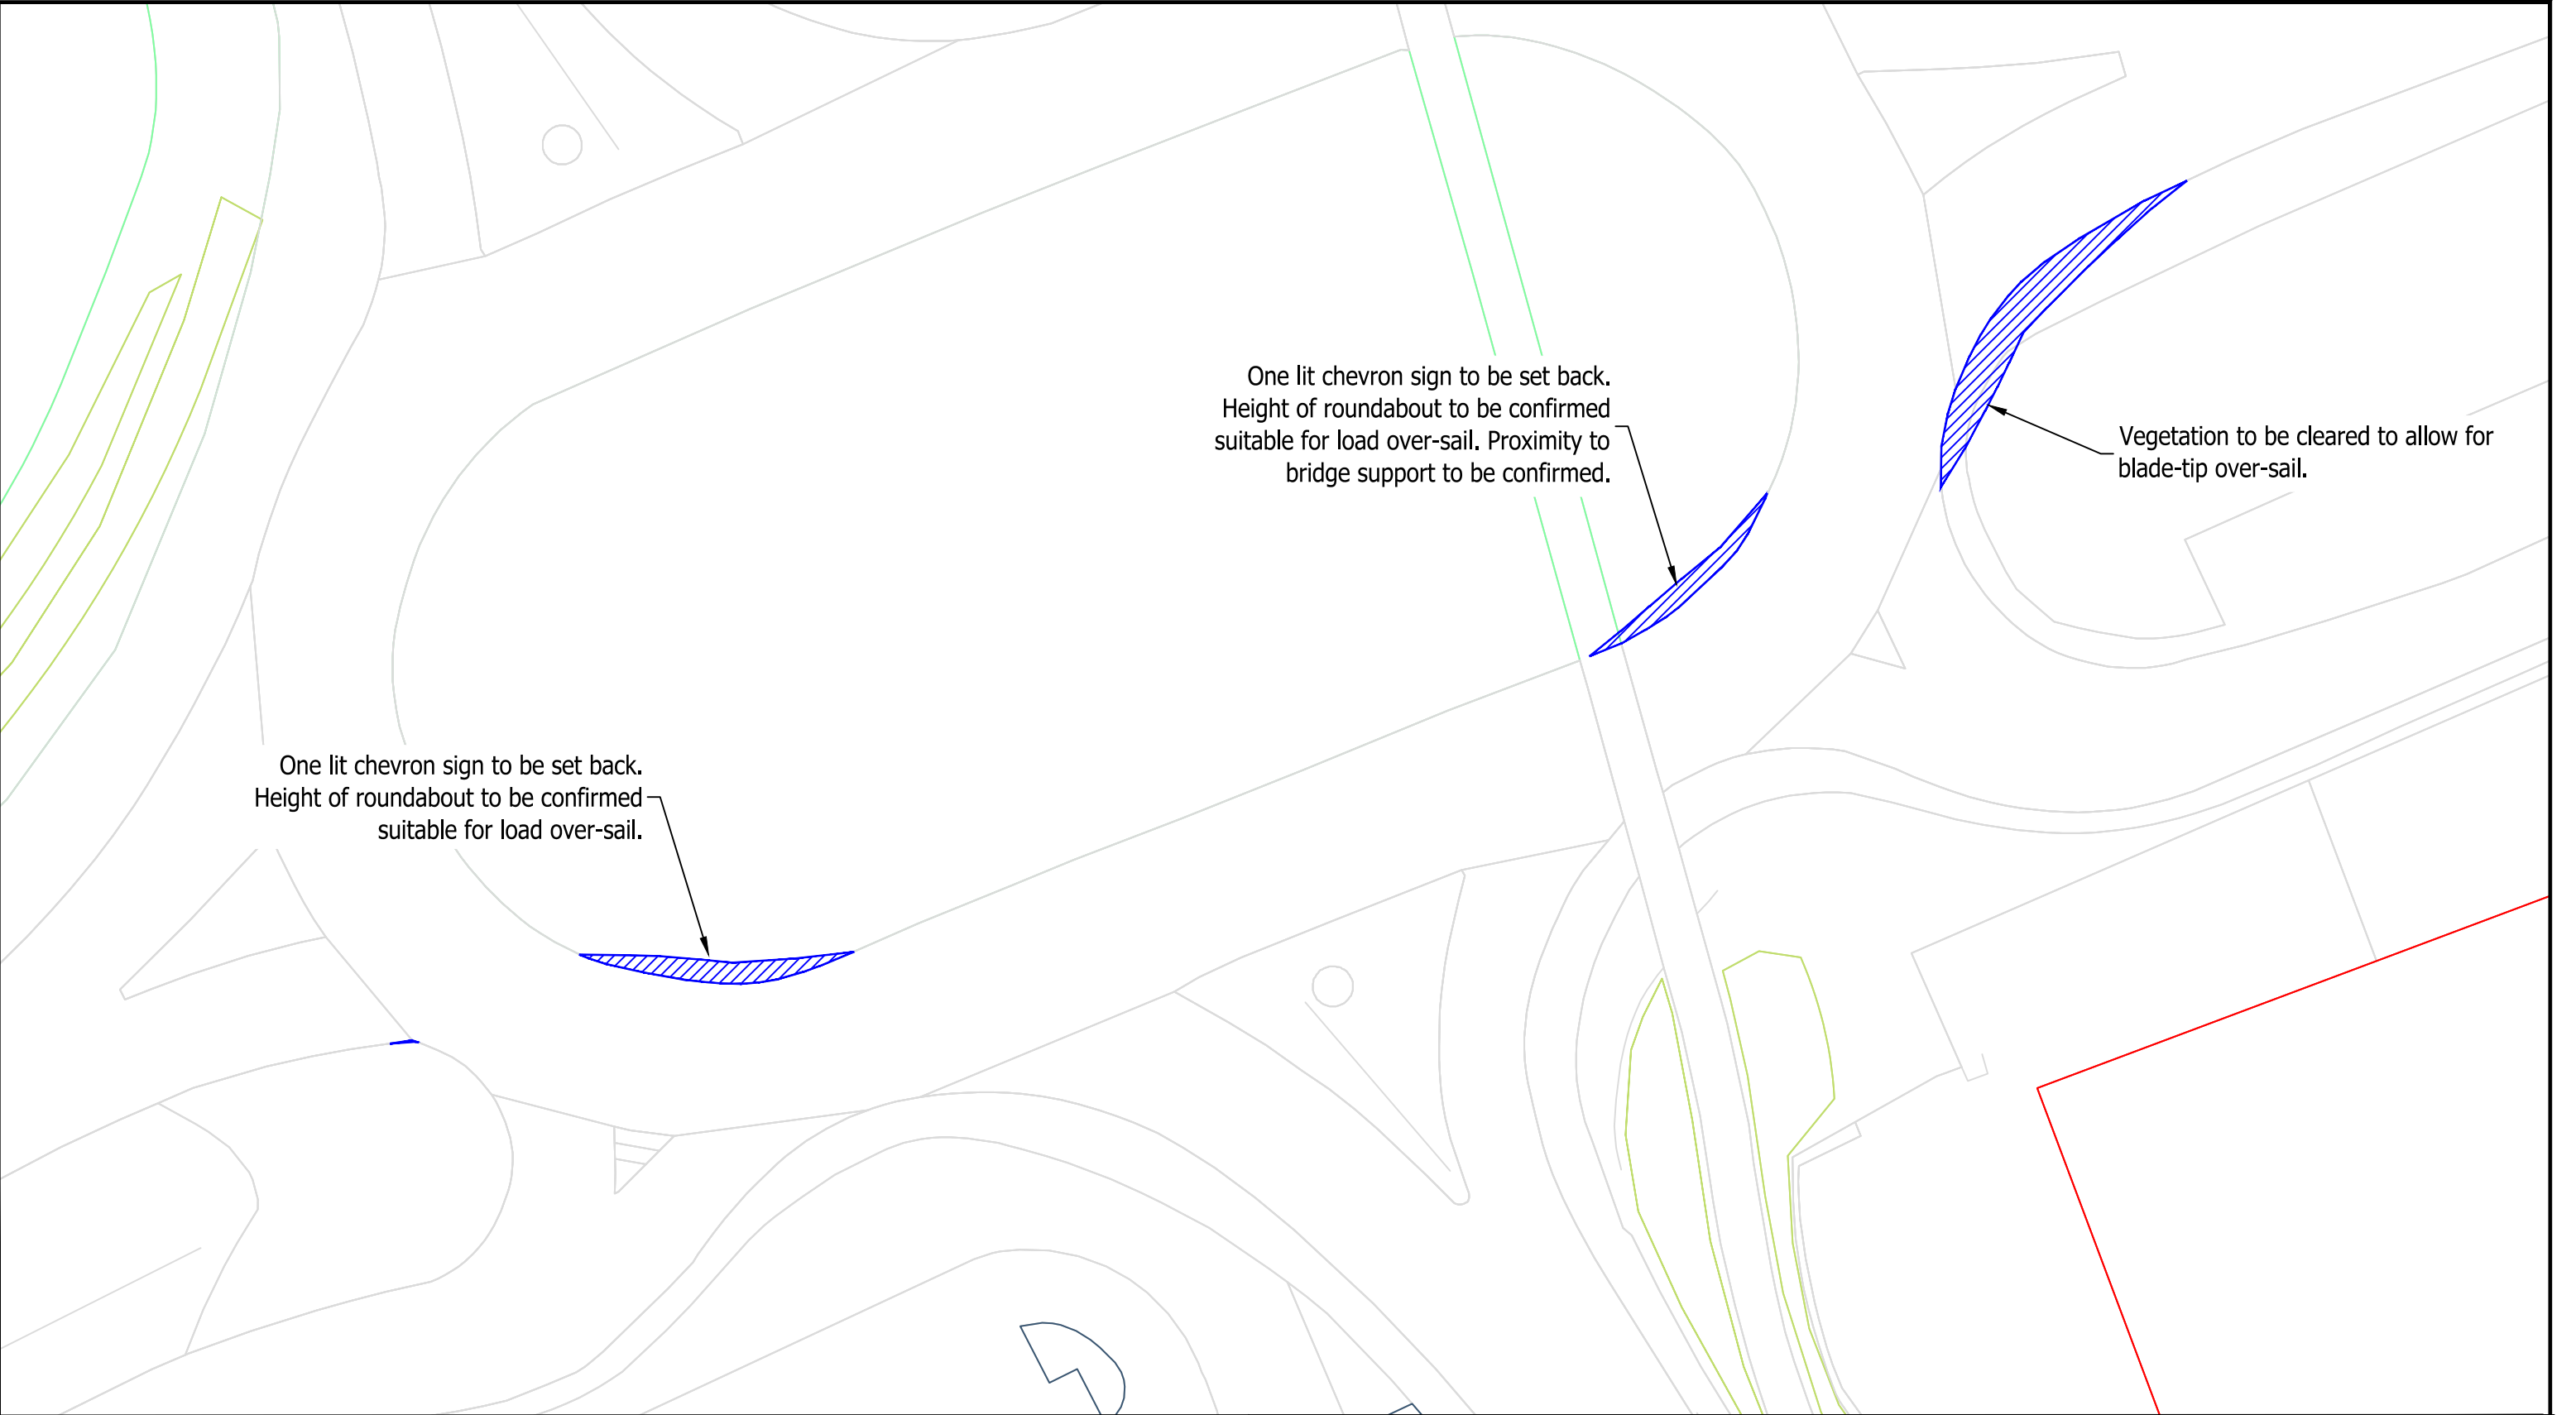 One lit chevron sign to be set back.
Height of roundabout to be confirmed
suitable for load over-sail. Proximity to
bridge support to be confirmed.
Vegetation to be cleared to allow for
blade-tip over-sail.
One lit chevron sign to be set back.
Height of roundabout to be confirmed
suitable for load over-sail.